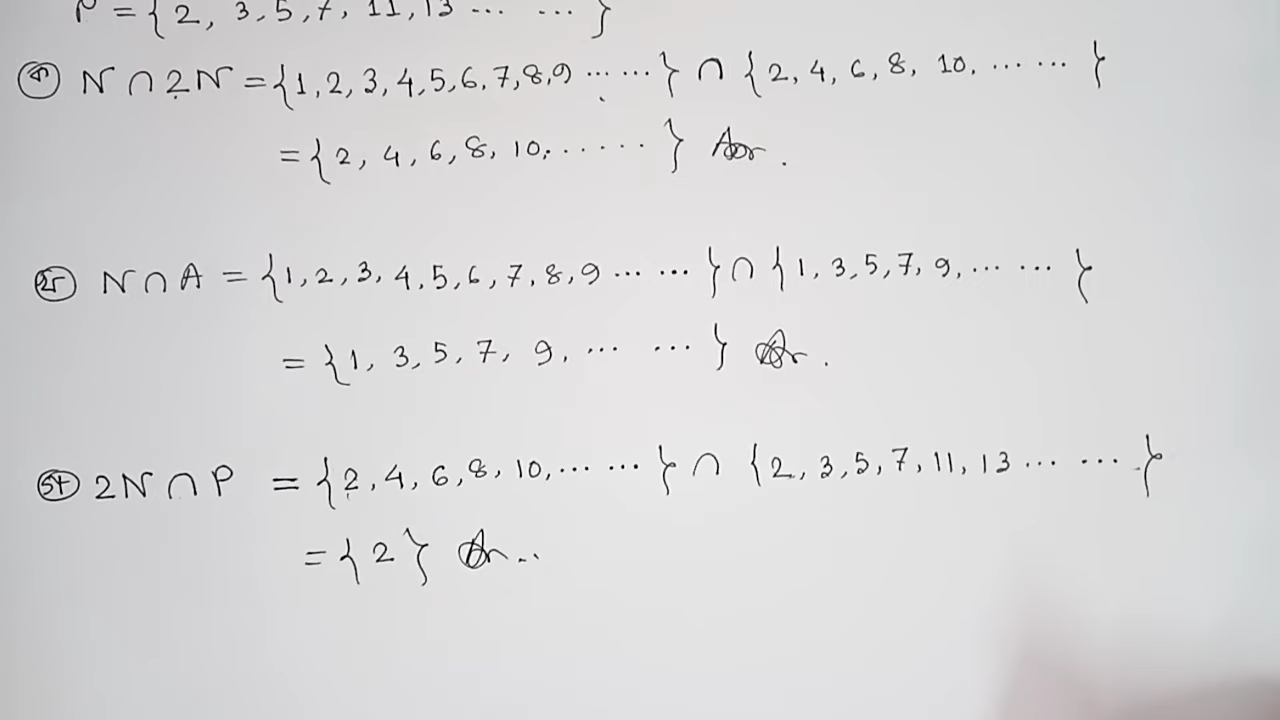 P = {2, 3, 5, 7, 11, 13 ... ... }
(ক) N ∩ 2N = {1, 2, 3, 4, 5, 6, 7, 8, 9 ... ... } ∩ {2, 4, 6, 8, 10, ... ... }
= {2, 4, 6, 8, 10, ...... } Ans.
(খ) N ∩ A = {1, 2, 3, 4, 5, 6, 7, 8, 9 ... ... } ∩ {1, 3, 5, 7, 9, ... ... }
= {1, 3, 5, 7, 9, ... ... } Ans.
(গ) 2N ∩ P = {2, 4, 6, 8, 10, ... ... } ∩ {2, 3, 5, 7, 11, 13 ... ... }
= {2} Ans..